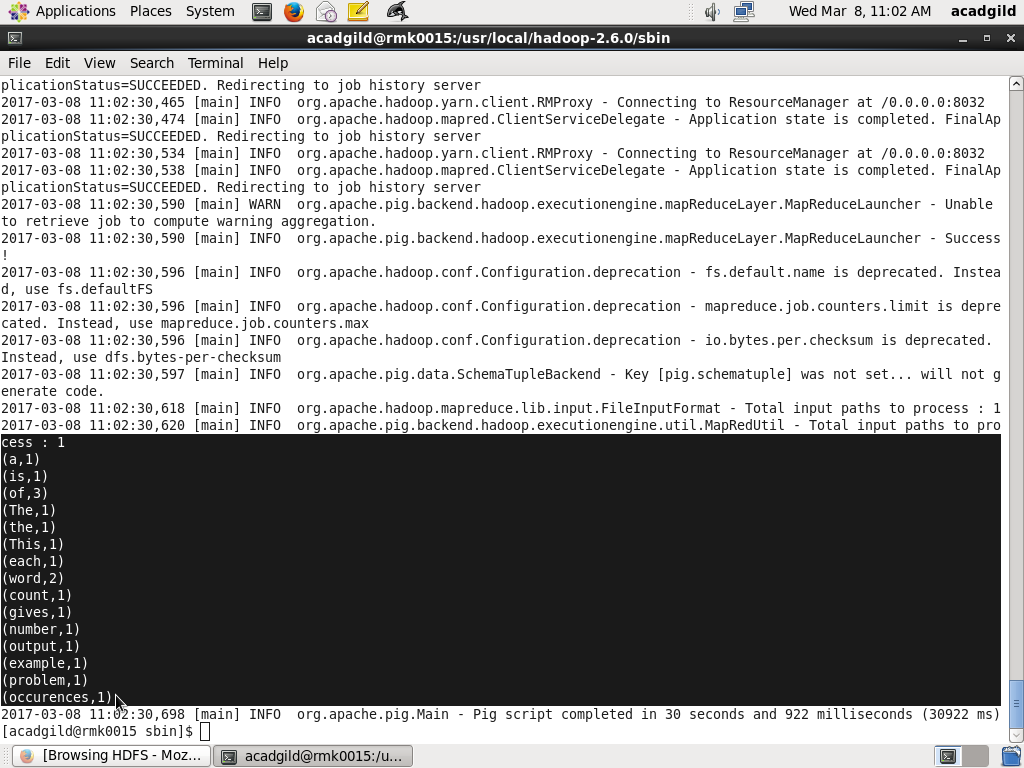 Applications Places System Wed Mar 8, 11:02 AM acadgild
acadgild@rmk0015:/usr/local/hadoop-2.6.0/sbin
File Edit View Search Terminal Help
plicationStatus=SUCCEEDED. Redirecting to job history server
2017-03-08 11:02:30,465 [main] INFO  org.apache.hadoop.yarn.client.RMProxy - Connecting to ResourceManager at /0.0.0.0:8032
2017-03-08 11:02:30,474 [main] INFO  org.apache.hadoop.mapred.ClientServiceDelegate - Application state is completed. FinalAp
plicationStatus=SUCCEEDED. Redirecting to job history server
2017-03-08 11:02:30,534 [main] INFO  org.apache.hadoop.yarn.client.RMProxy - Connecting to ResourceManager at /0.0.0.0:8032
2017-03-08 11:02:30,538 [main] INFO  org.apache.hadoop.mapred.ClientServiceDelegate - Application state is completed. FinalAp
plicationStatus=SUCCEEDED. Redirecting to job history server
2017-03-08 11:02:30,590 [main] WARN  org.apache.pig.backend.hadoop.executionengine.mapReduceLayer.MapReduceLauncher - Unable
to retrieve job to compute warning aggregation.
2017-03-08 11:02:30,590 [main] INFO  org.apache.pig.backend.hadoop.executionengine.mapReduceLayer.MapReduceLauncher - Success
!
2017-03-08 11:02:30,596 [main] INFO  org.apache.hadoop.conf.Configuration.deprecation - fs.default.name is deprecated. Instea
d, use fs.defaultFS
2017-03-08 11:02:30,596 [main] INFO  org.apache.hadoop.conf.Configuration.deprecation - mapreduce.job.counters.limit is depre
cated. Instead, use mapreduce.job.counters.max
2017-03-08 11:02:30,596 [main] INFO  org.apache.hadoop.conf.Configuration.deprecation - io.bytes.per.checksum is deprecated.
Instead, use dfs.bytes-per-checksum
2017-03-08 11:02:30,597 [main] INFO  org.apache.pig.data.SchemaTupleBackend - Key [pig.schematuple] was not set... will not g
enerate code.
2017-03-08 11:02:30,618 [main] INFO  org.apache.hadoop.mapreduce.lib.input.FileInputFormat - Total input paths to process : 1
2017-03-08 11:02:30,620 [main] INFO  org.apache.pig.backend.hadoop.executionengine.util.MapRedUtil - Total input paths to pro
cess : 1
(a,1)
(is,1)
(of,3)
(The,1)
(the,1)
(This,1)
(each,1)
(word,2)
(count,1)
(gives,1)
(number,1)
(output,1)
(example,1)
(problem,1)
(occurences,1)
2017-03-08 11:02:30,698 [main] INFO  org.apache.pig.Main - Pig script completed in 30 seconds and 922 milliseconds (30922 ms)
[acadgild@rmk0015 sbin]$
[Browsing HDFS - Moz... acadgild@rmk0015:/u...